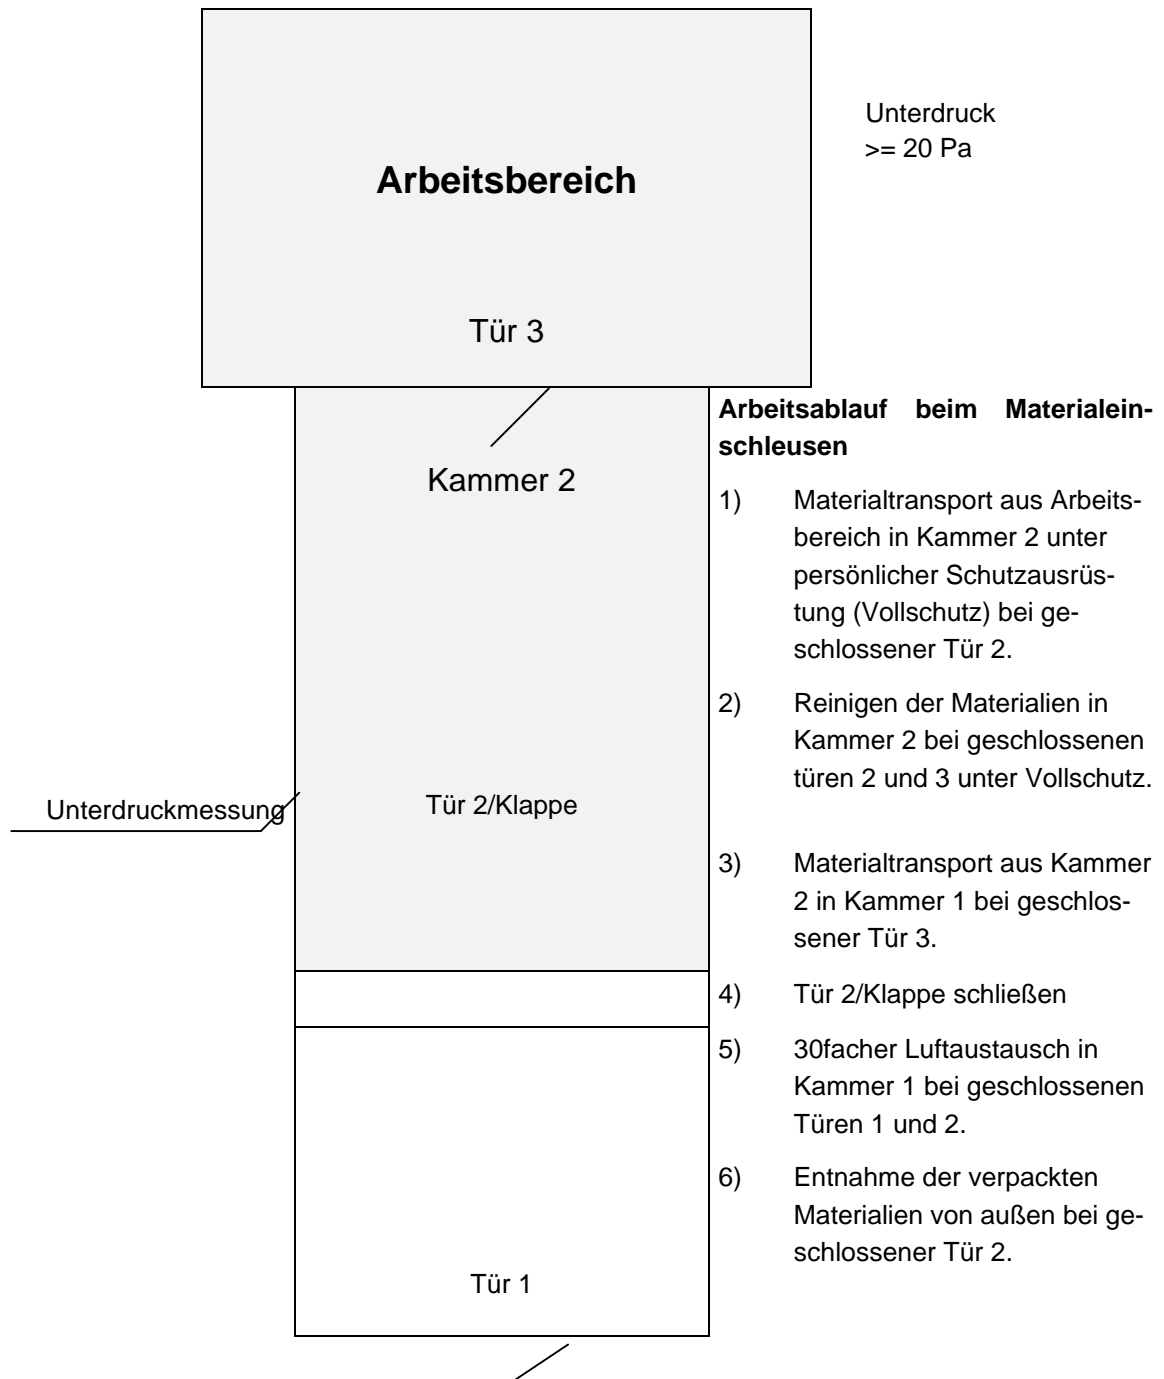 Unterdruck
>= 20 Pa
Arbeitsbereich
Tür 3
Kammer 2
Unterdruckmessung
Tür 2/Klappe
Tür 1
Arbeitsablauf beim Materialein-
schleusen
1) Materialtransport aus Arbeits-
bereich in Kammer 2 unter
persönlicher Schutzausrüs-
tung (Vollschutz) bei ge-
schlossener Tür 2.
2) Reinigen der Materialien in
Kammer 2 bei geschlossenen
türen 2 und 3 unter Vollschutz.
3) Materialtransport aus Kammer
2 in Kammer 1 bei geschlos-
sener Tür 3.
4) Tür 2/Klappe schließen
5) 30facher Luftaustausch in
Kammer 1 bei geschlossenen
Türen 1 und 2.
6) Entnahme der verpackten
Materialien von außen bei ge-
schlossener Tür 2.